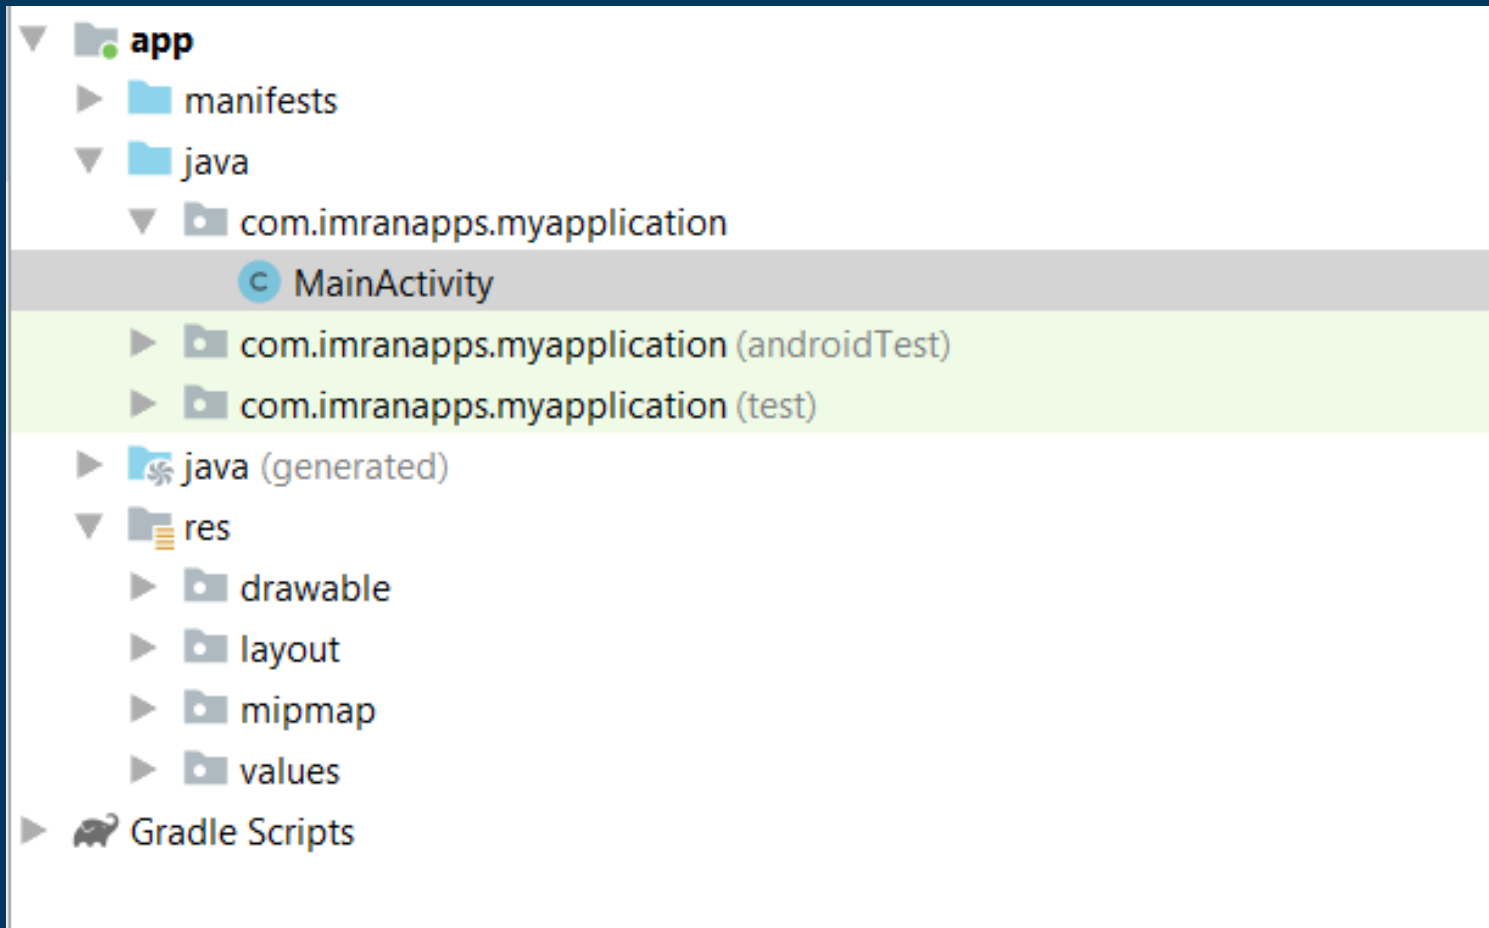 app
manifests
java
com.imranapps.myapplication
C MainActivity
com.imranapps.myapplication (androidTest)
com.imranapps.myapplication (test)
java (generated)
res
drawable
layout
mipmap
values
Gradle Scripts